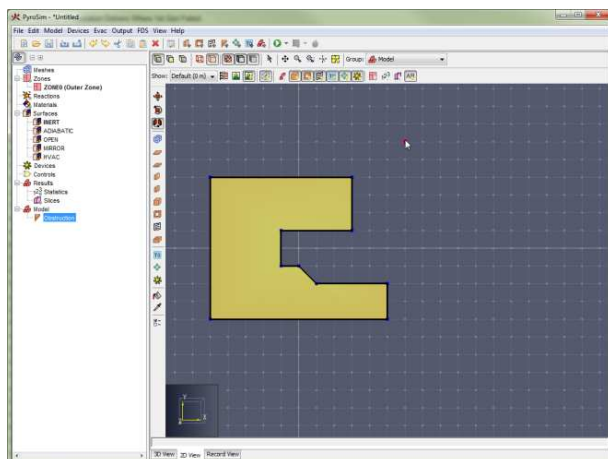 PyroSim - *Untitled
File Edit Model Devices Evac Output FDS View Help
Group: Model
Show: Default (0 m)
Meshes
Zones
ZONE0 (Outer Zone)
Reactions
Materials
Surfaces
INERT
ADIABATIC
OPEN
MIRROR
HVAC
Devices
Controls
Results
Statistics
Slices
Model
Obstruction
Y
X
Z
3D View 2D View Record View